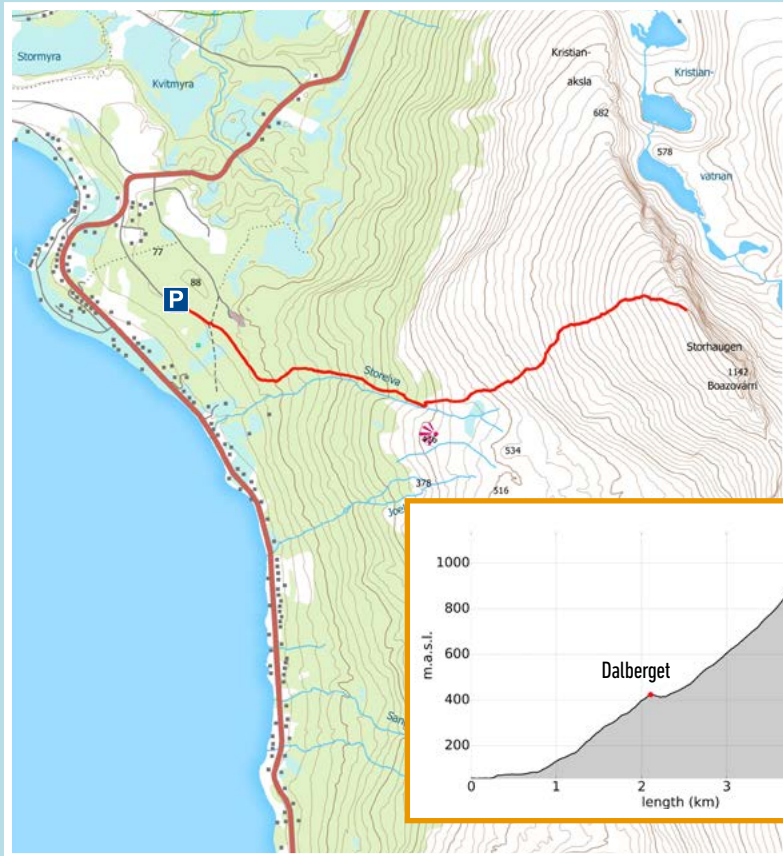 Stormyra
Kvitmyra
Kristian-
aksla
682
Kristian-
578
vatnan
77
88
P
Storelva
Storhaugen
1142
Boazovárri
534
378
516
m.a.s.l.
1000
800
600
400
200
Dalberget
0
1
2
3
length (km)